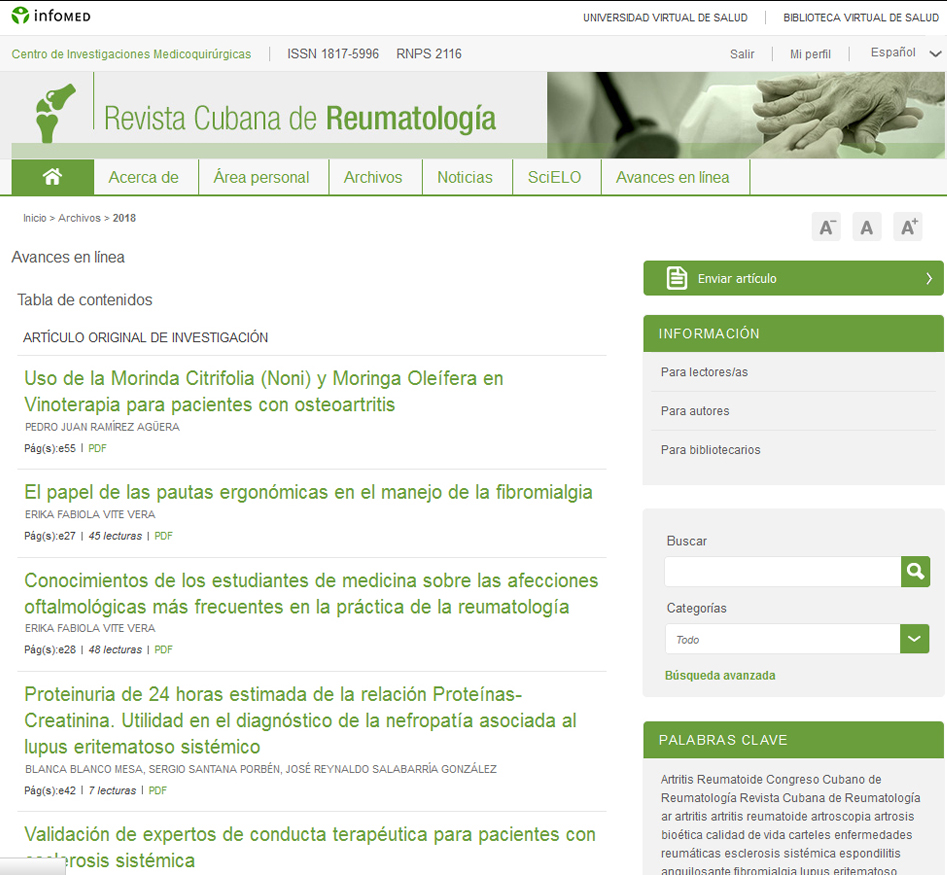 infOMED
UNIVERSIDAD VIRTUAL DE SALUD
BIBLIOTECA VIRTUAL DE SALUD
Centro de Investigaciones Medicoquirúrgicas
ISSN 1817-5996 RNPS 2116
Salir
Mi perfil
Español
Revista Cubana de Reumatología
Acerca de
Área personal
Archivos
Noticias
SciELO
Avances en línea
Inicio > Archivos > 2018
A- A A+
Avances en línea
Tabla de contenidos
ARTÍCULO ORIGINAL DE INVESTIGACIÓN
Uso de la Morinda Citrifolia (Noni) y Moringa Oleífera en
Vinoterapia para pacientes con osteoartritis
PEDRO JUAN RAMÍREZ AGÜERA
Pág(s):e55 | PDF
El papel de las pautas ergonómicas en el manejo de la fibromialgia
ERIKA FABIOLA VITE VERA
Pág(s):e27 | 45 lecturas | PDF
Conocimientos de los estudiantes de medicina sobre las afecciones
oftalmológicas más frecuentes en la práctica de la reumatología
ERIKA FABIOLA VITE VERA
Pág(s):e28 | 48 lecturas | PDF
Proteinuria de 24 horas estimada de la relación Proteínas-
Creatinina. Utilidad en el diagnóstico de la nefropatía asociada al
lupus eritematoso sistémico
BLANCA BLANCO MESA, SERGIO SANTANA PORBÉN, JOSÉ REYNALDO SALABARRÌA GONZÁLEZ
Pág(s):e42 | 7 lecturas | PDF
Validación de expertos de conducta terapéutica para pacientes con
esclerosis sistémica
Enviar artículo
INFORMACIÓN
Para lectores/as
Para autores
Para bibliotecarios
Buscar
Categorías
Todo
Búsqueda avanzada
PALABRAS CLAVE
Artritis Reumatoide Congreso Cubano de
Reumatología Revista Cubana de Reumatología
ar artritis artritis reumatoide artroscopia artrosis
bioética calidad de vida carteles enfermedades
reumáticas esclerosis sistémica espondilitis
anquilosante fibromialgia lupus eritematoso